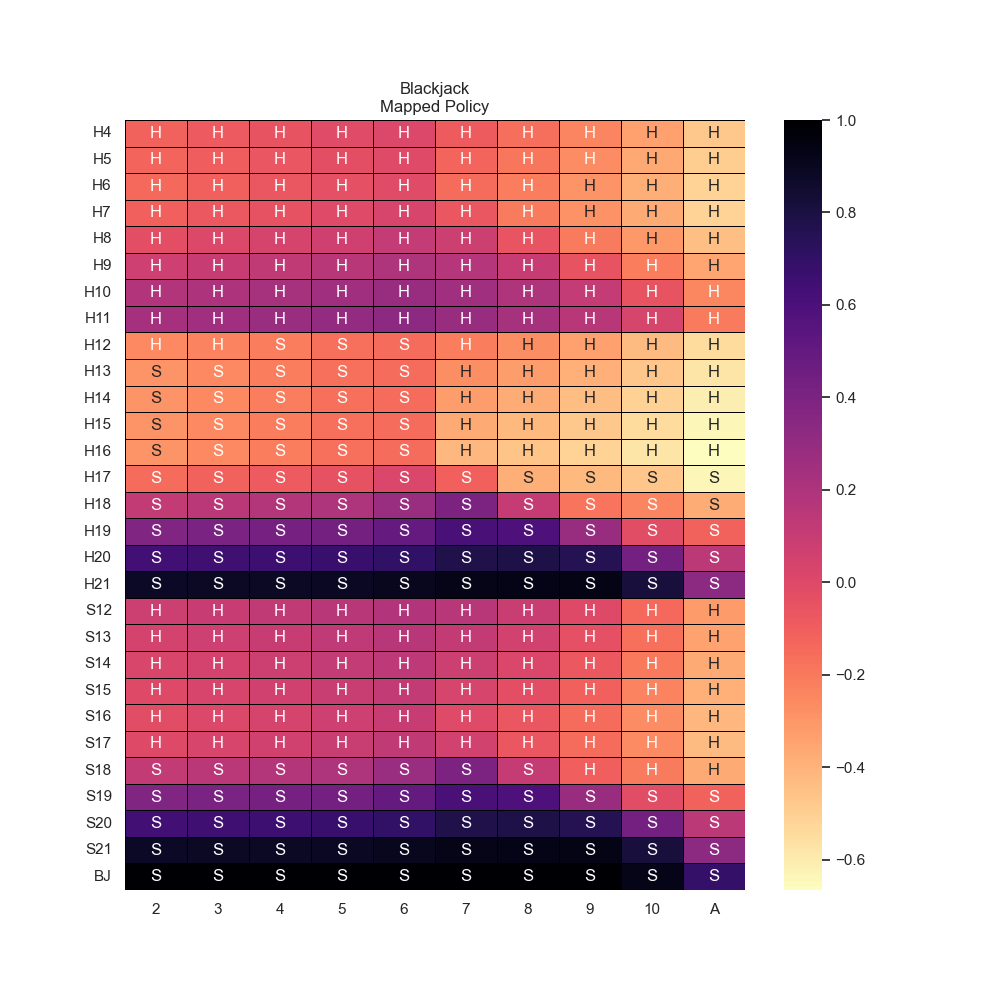 Blackjack
Mapped Policy
H4 H H H H H H H H H H
H5 H H H H H H H H H H
H6 H H H H H H H H H H
H7 H H H H H H H H H H
H8 H H H H H H H H H H
H9 H H H H H H H H H H
H10 H H H H H H H H H H
H11 H H H H H H H H H H
H12 H H S S S H H H H H
H13 S S S S S H H H H H
H14 S S S S S H H H H H
H15 S S S S S H H H H H
H16 S S S S S H H H H H
H17 S S S S S S S S S S
H18 S S S S S S S S S S
H19 S S S S S S S S S S
H20 S S S S S S S S S S
H21 S S S S S S S S S S
S12 H H H H H H H H H H
S13 H H H H H H H H H H
S14 H H H H H H H H H H
S15 H H H H H H H H H H
S16 H H H H H H H H H H
S17 H H H H H H H H H H
S18 S S S S S S S H H H
S19 S S S S S S S S S S
S20 S S S S S S S S S S
S21 S S S S S S S S S S
BJ S S S S S S S S S S
2 3 4 5 6 7 8 9 10 A
1.0
0.8
0.6
0.4
0.2
0.0
−0.2
−0.4
−0.6